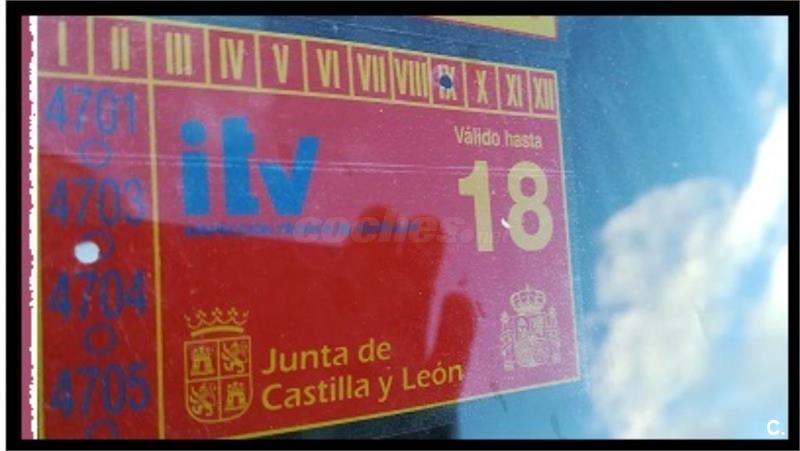 I II III IV V VI VII VIII IX X XI XII
4701
4703
4704
4705
itv
Válido hasta
18
coches.
Junta de
Castilla y León
C.